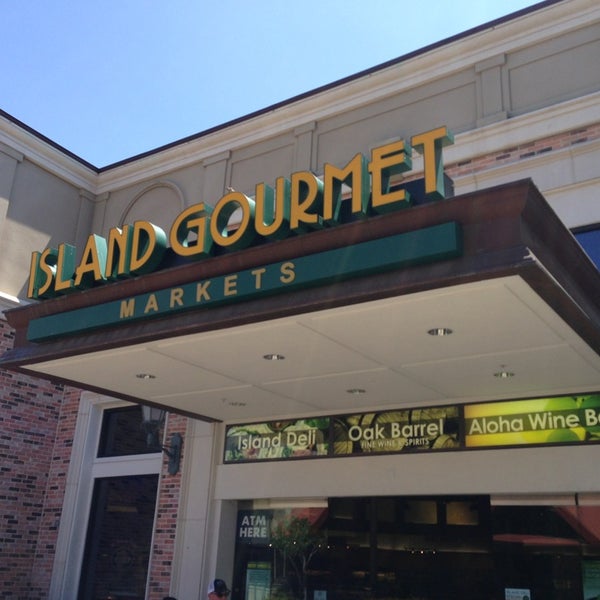 ISLAND GOURMET
MARKETS
Island Deli
Oak Barrel
FINE WINE & SPIRITS
Aloha Wine Ba
ATM
HERE